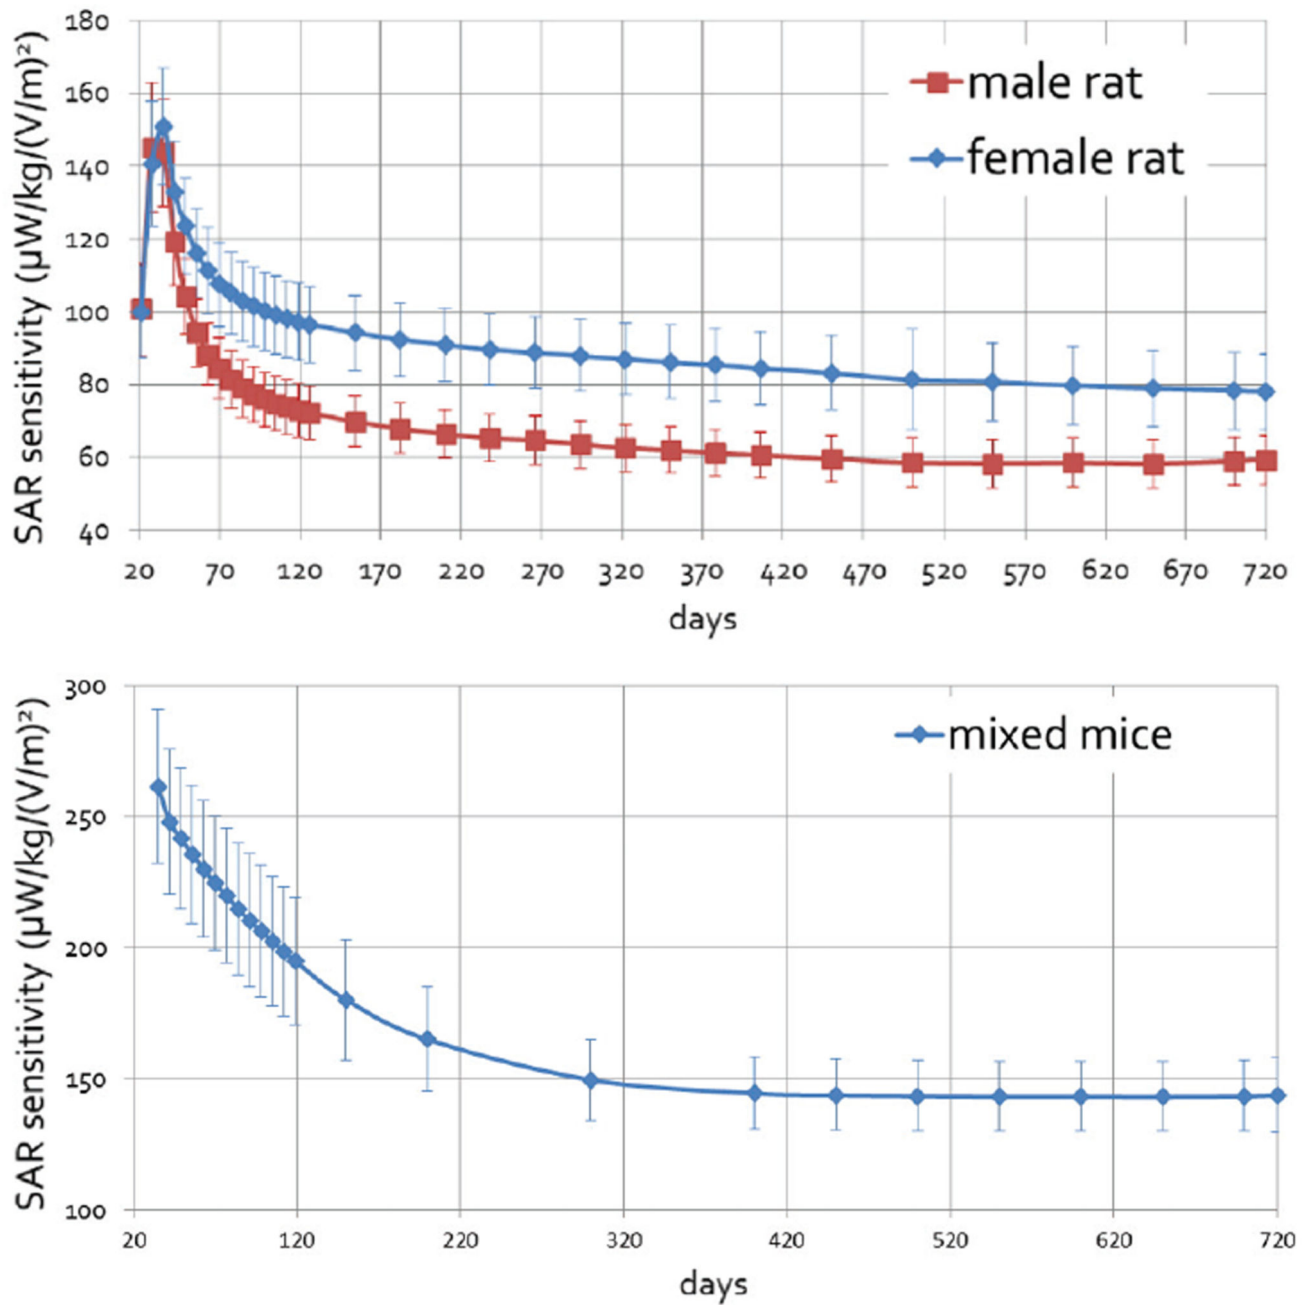 SAR sensitivity (µW/kg/(V/m)²)
180
160
140
120
100
80
60
40
male rat
female rat
20 70 120 170 220 270 320 370 420 470 520 570 620 670 720
days
SAR sensitivity (µW/kg/(V/m)²)
300
250
200
150
100
mixed mice
20 120 220 320 420 520 620 720
days